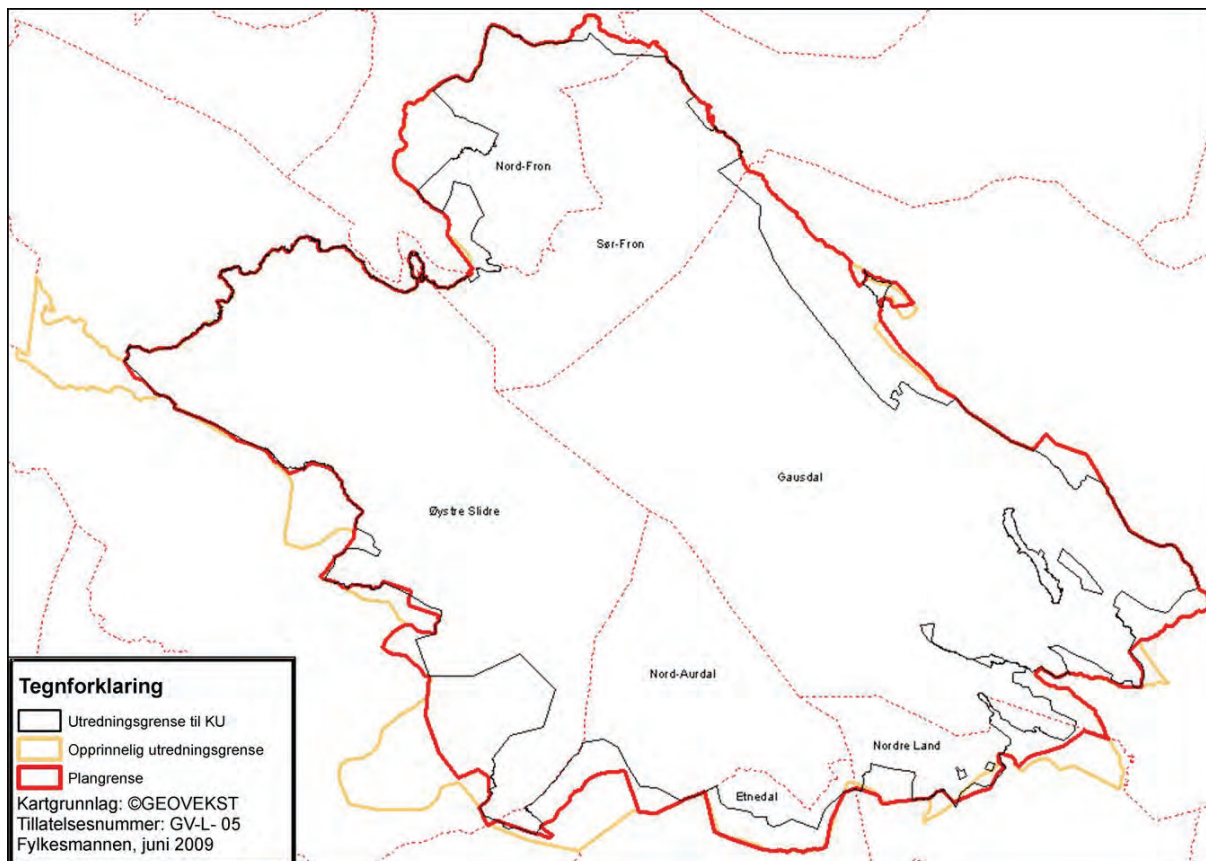 Nord-Fron
Sør-Fron
Gausdal
Øystre Slidre
Nord-Aurdal
Nordre Land
Etnedal
Tegnforklaring
Utredningsgrense til KU
Opprinnelig utredningsgrense
Plangrense
Kartgrunnlag: ©GEOVEKST
Tillatelsesnummer: GV-L- 05
Fylkesmannen, juni 2009